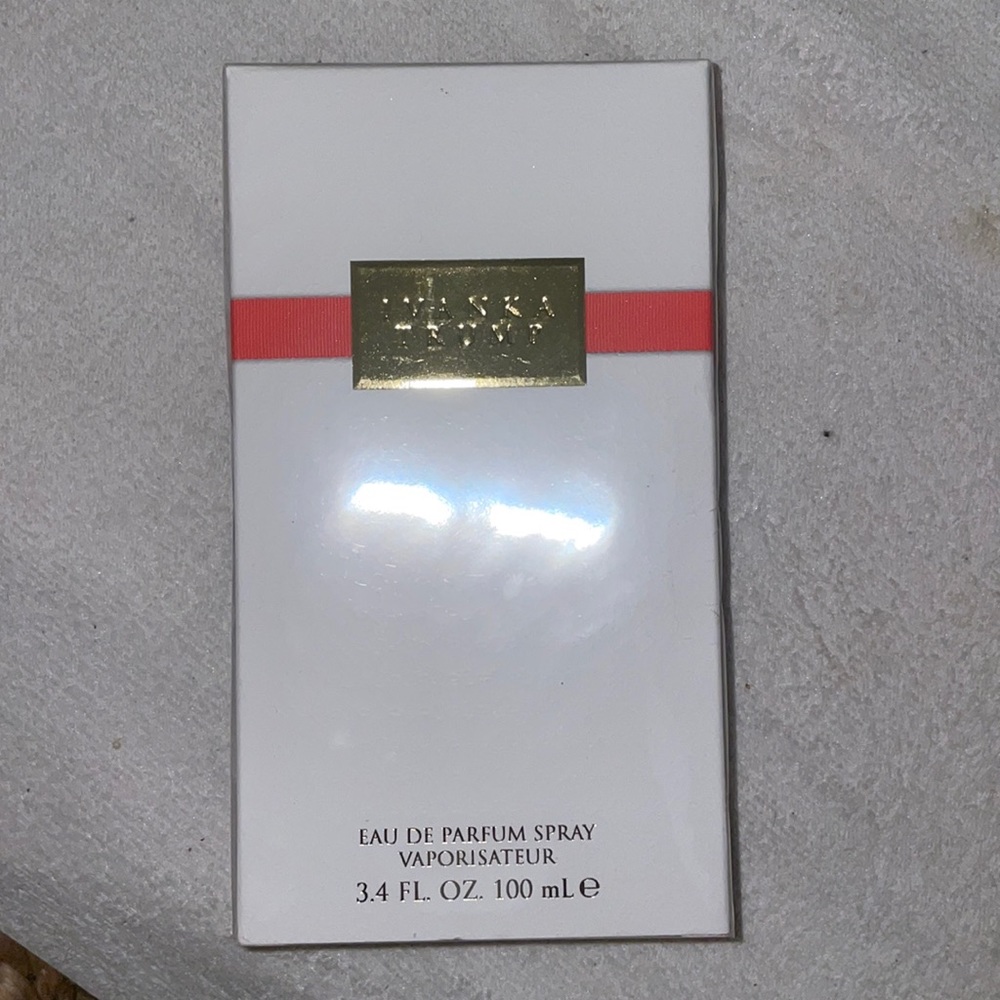 IVANKA
TRUMP
EAU DE PARFUM SPRAY
VAPORISATEUR
3.4 FL. OZ. 100 mL ℮